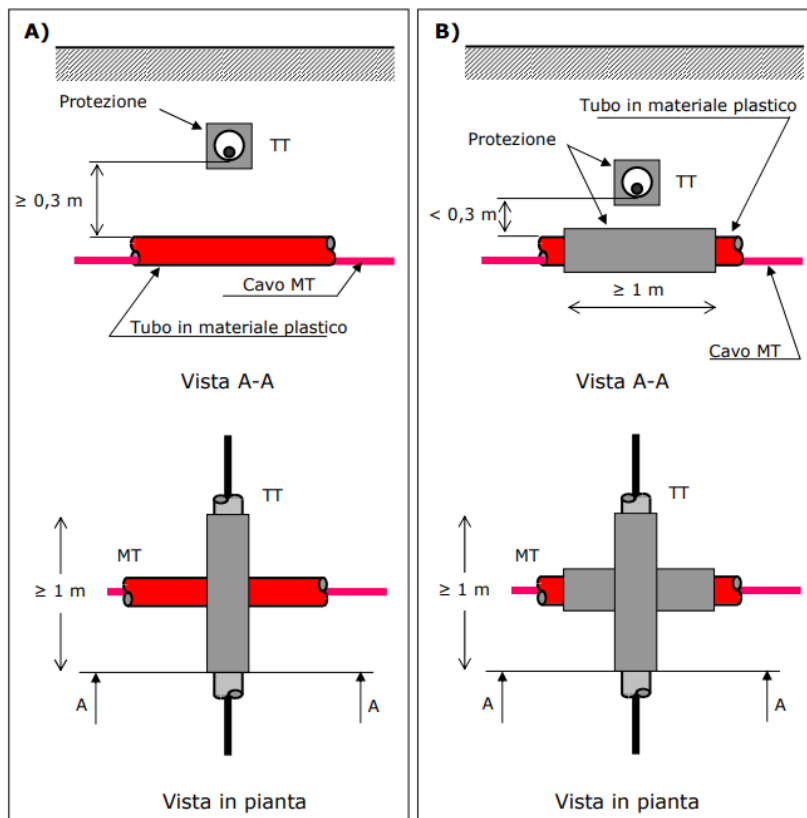 A)
Protezione
TT
≥ 0,3 m
Cavo MT
Tubo in materiale plastico
Vista A-A
TT
MT
≥ 1 m
A
A
Vista in pianta
B)
Tubo in materiale plastico
Protezione
TT
< 0,3 m
≥ 1 m
Cavo MT
Vista A-A
TT
MT
≥ 1 m
A
A
Vista in pianta